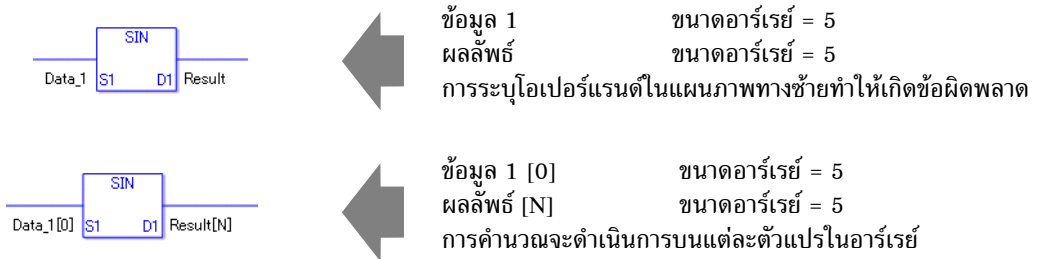 SIN
Data_1 S1 D1 Result
ข้อมูล 1 ขนาดอาร์เรย์ = 5
ผลลัพธ์ ขนาดอาร์เรย์ = 5
การระบุโอเปอร์แรนด์ในแผนภาพทางซ้ายทำให้เกิดข้อผิดพลาด
SIN
Data_1[0] S1 D1 Result[N]
ข้อมูล 1 [0] ขนาดอาร์เรย์ = 5
ผลลัพธ์ [N] ขนาดอาร์เรย์ = 5
การคำนวณจะดำเนินการบนแต่ละตัวแปรในอาร์เรย์